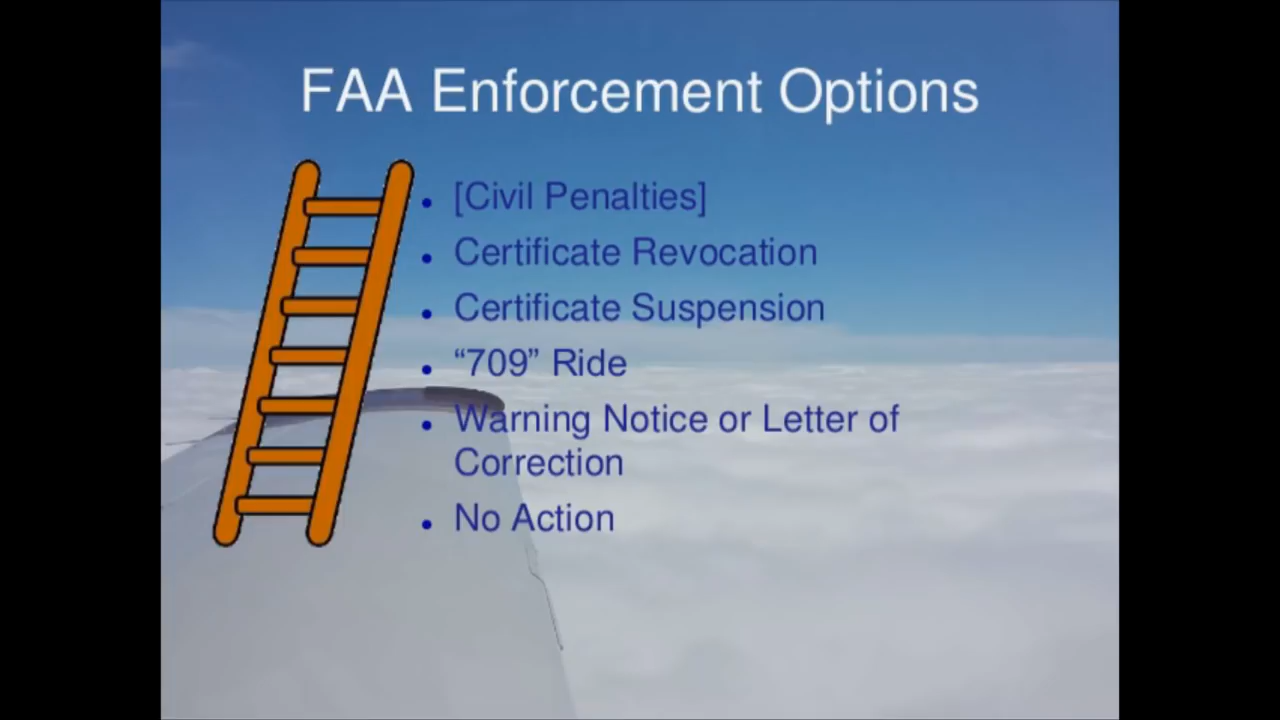 FAA Enforcement Options
• [Civil Penalties]
• Certificate Revocation
• Certificate Suspension
• “709” Ride
• Warning Notice or Letter of
Correction
• No Action